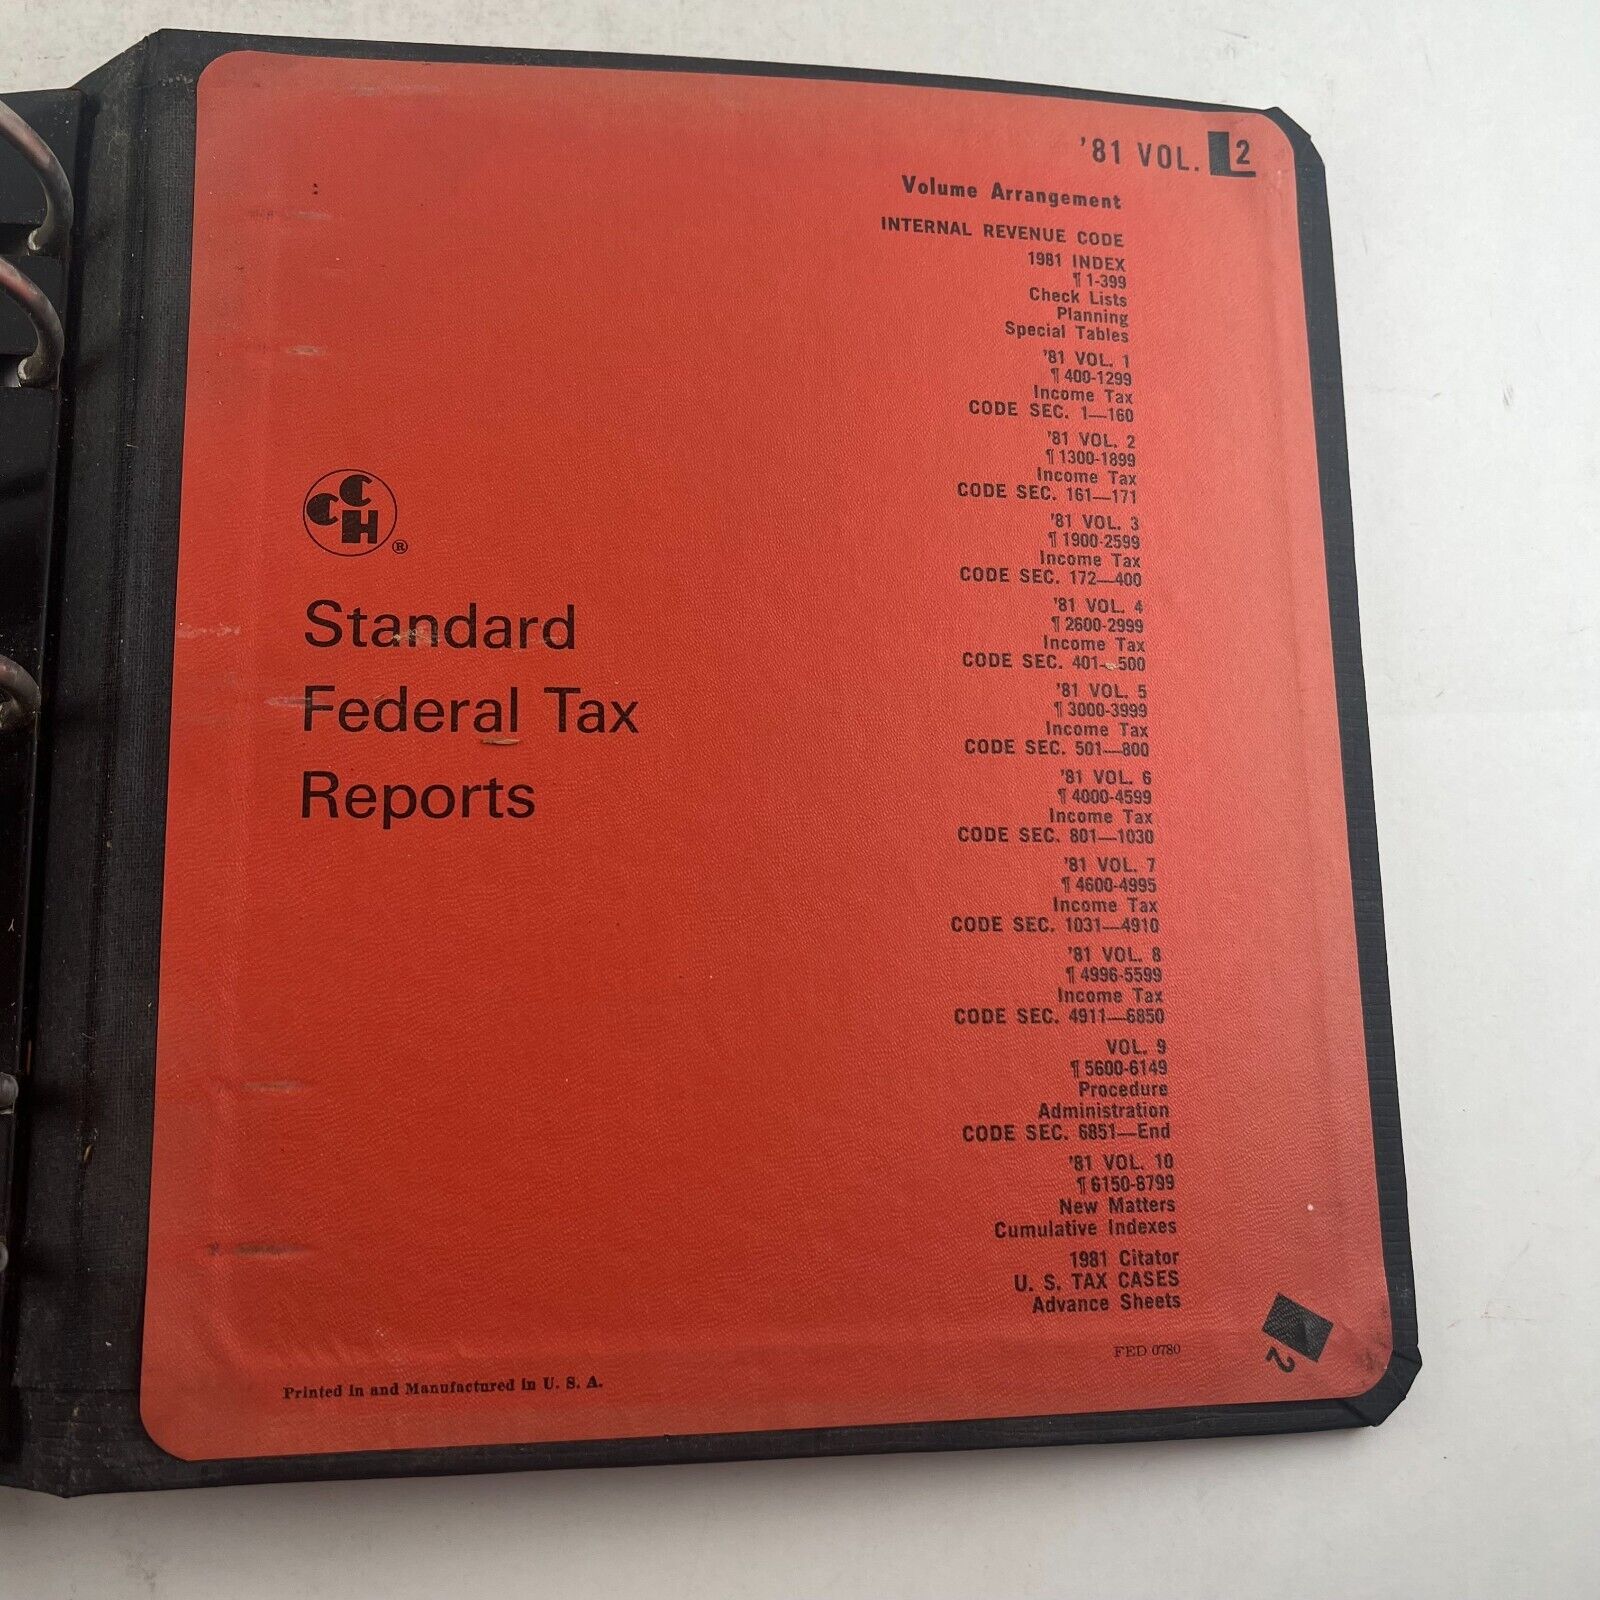 '81 VOL. 2
Volume Arrangement
INTERNAL REVENUE CODE
1981 INDEX
¶ 1-399
Check Lists
Planning
Special Tables
'81 VOL. 1
¶ 400-1299
Income Tax
CODE SEC. 1—160
'81 VOL. 2
¶ 1300-1899
Income Tax
CODE SEC. 161—171
'81 VOL. 3
¶ 1900-2599
Income Tax
CODE SEC. 172—400
'81 VOL. 4
¶ 2600-2999
Income Tax
CODE SEC. 401—500
'81 VOL. 5
¶ 3000-3999
Income Tax
CODE SEC. 501—800
'81 VOL. 6
¶ 4000-4599
Income Tax
CODE SEC. 801—1030
'81 VOL. 7
¶ 4600-4995
Income Tax
CODE SEC. 1031—4910
'81 VOL. 8
¶ 4996-5599
Income Tax
CODE SEC. 4911—6850
VOL. 9
¶ 5600-6149
Procedure
Administration
CODE SEC. 6851—End
'81 VOL. 10
¶ 6150-8799
New Matters
Cumulative Indexes
1981 Citator
U. S. TAX CASES
Advance Sheets
FED 0780
2
CCH®
Standard
Federal Tax
Reports
Printed in and Manufactured in U. S. A.